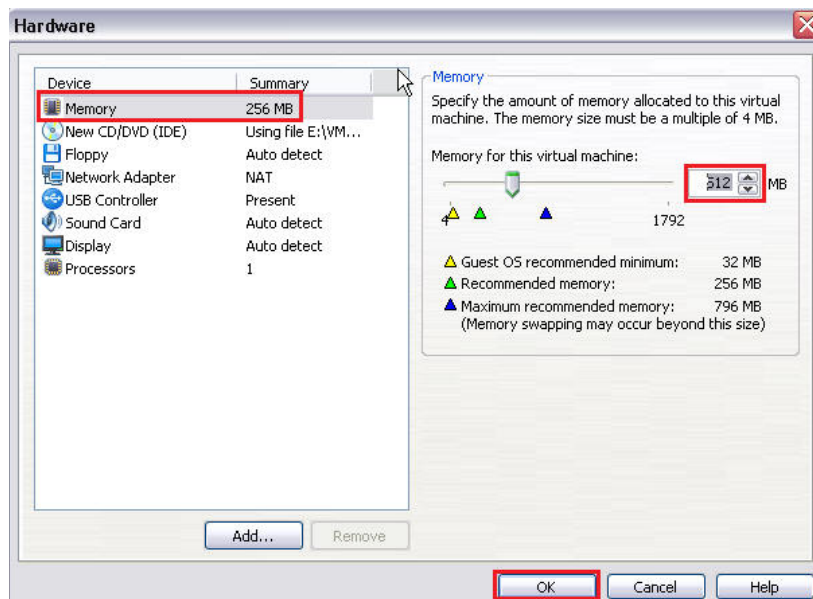 Hardware
Device Summary
Memory 256 MB
New CD/DVD (IDE) Using file E:\VM...
Floppy Auto detect
Network Adapter NAT
USB Controller Present
Sound Card Auto detect
Display Auto detect
Processors 1
Add... Remove
Memory
Specify the amount of memory allocated to this virtual
machine. The memory size must be a multiple of 4 MB.
Memory for this virtual machine:
512 MB
4 1792
Guest OS recommended minimum: 32 MB
Recommended memory: 256 MB
Maximum recommended memory: 796 MB
(Memory swapping may occur beyond this size)
OK Cancel Help